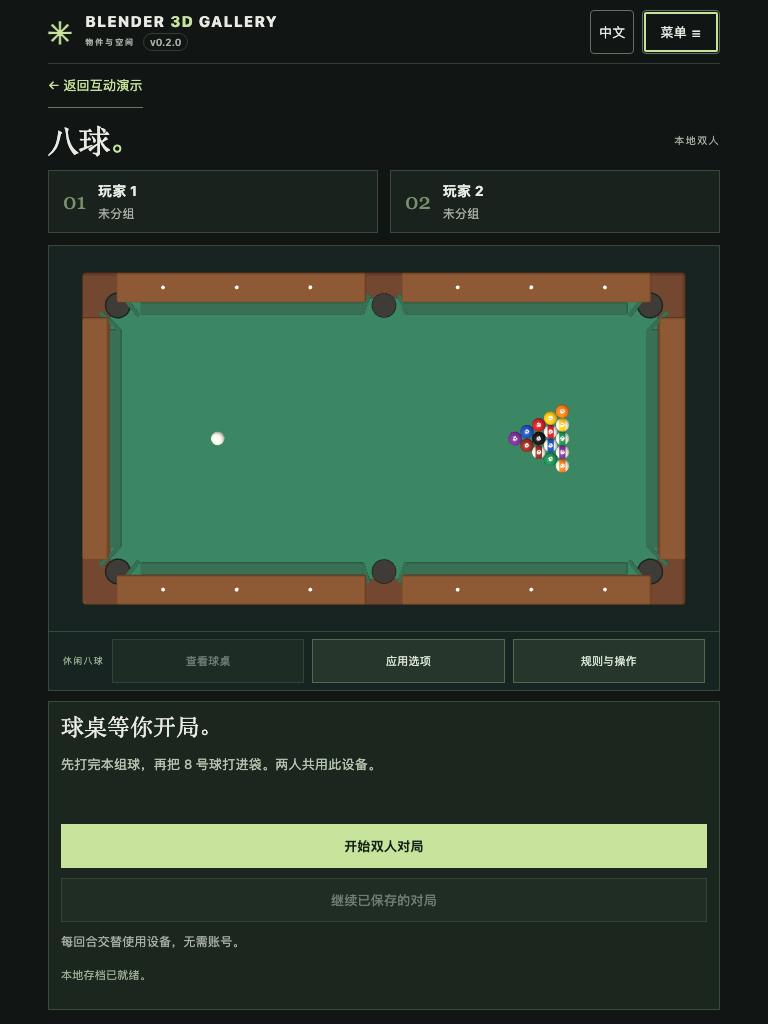 BLENDER 3D GALLERY
物件与空间 v0.2.0
中文
菜单 ≡
← 返回互动演示
八球。
本地双人
01 玩家 1
未分组
02 玩家 2
未分组
休闲八球
查看球桌
应用选项
规则与操作
球桌等你开局。
先打完本组球，再把 8 号球打进袋。两人共用此设备。
开始双人对局
继续已保存的对局
每回合交替使用设备，无需账号。
本地存档已就绪。